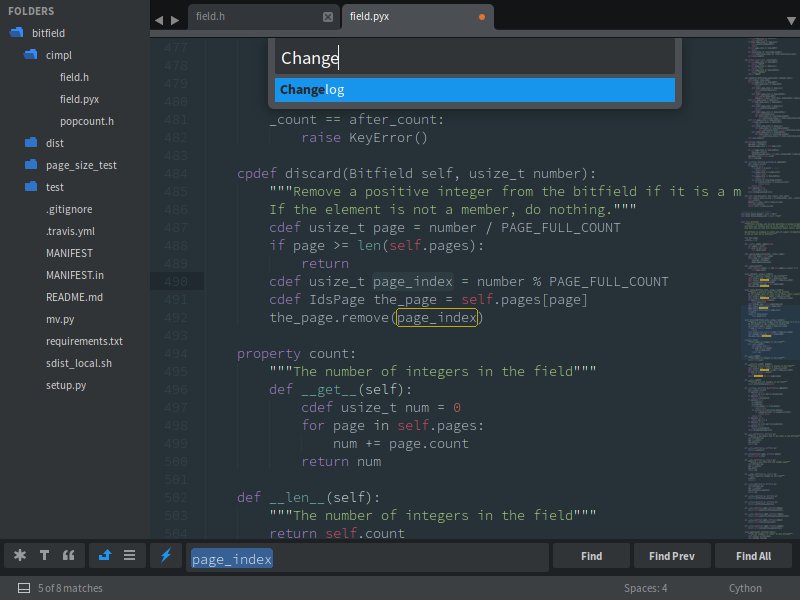 FOLDERS
bitfield
cimpl
field.h
field.pyx
popcount.h
dist
page_size_test
test
.gitignore
.travis.yml
MANIFEST
MANIFEST.in
README.md
mv.py
requirements.txt
sdist_local.sh
setup.py
field.h
field.pyx
Change
Changelog
477
478
479
480
481 _count == after_count:
482 raise KeyError()
483
484 cpdef discard(Bitfield self, usize_t number):
485 """Remove a positive integer from the bitfield if it is a m
486 If the element is not a member, do nothing."""
487 cdef usize_t page = number / PAGE_FULL_COUNT
488 if page >= len(self.pages):
489 return
490 cdef usize_t page_index = number % PAGE_FULL_COUNT
491 cdef IdsPage the_page = self.pages[page]
492 the_page.remove(page_index)
493
494 property count:
495 """The number of integers in the field"""
496 def __get__(self):
497 cdef usize_t num = 0
498 for page in self.pages:
499 num += page.count
500 return num
501
502 def __len__(self):
503 """The number of integers in the field"""
504 return self.count
page_index
Find
Find Prev
Find All
5 of 8 matches
Spaces: 4
Cython